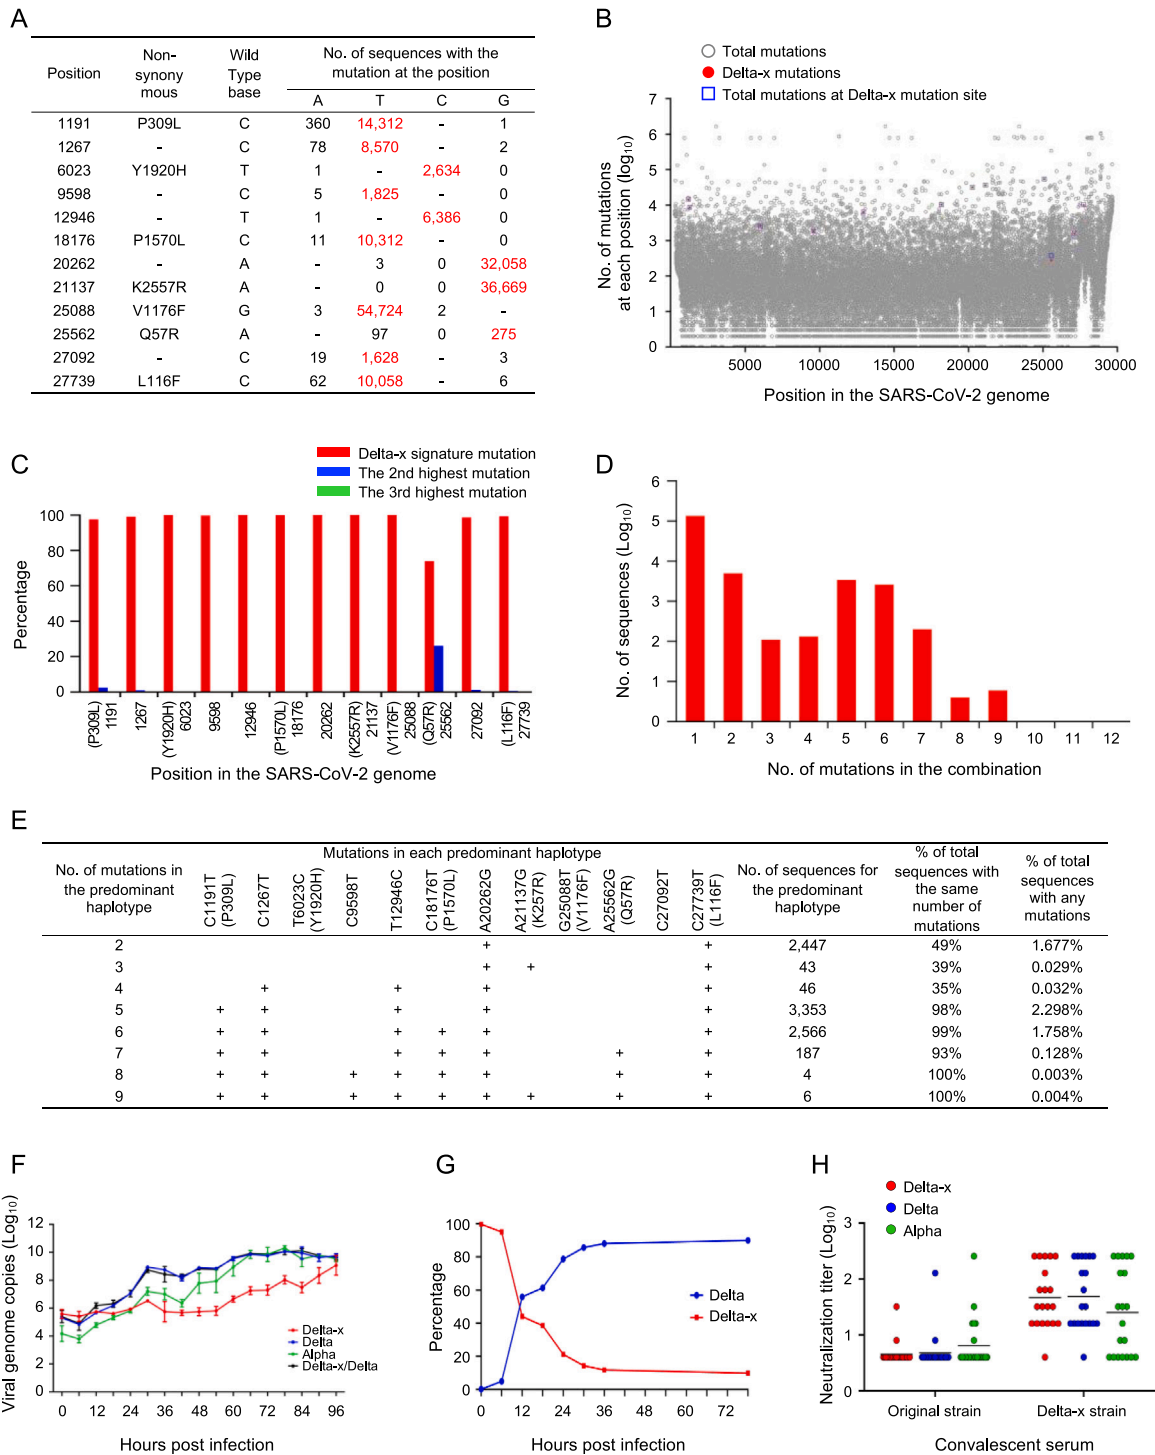 A
Position Non-synony mous Wild Type base No. of sequences with the mutation at the position
A T C G
1191 P309L C 360 14,312 - 1
1267 - C 78 8,570 - 2
6023 Y1920H T 1 - 2,634 0
9598 - C 5 1,825 - 0
12946 - T 1 - 6,386 0
18176 P1570L C 11 10,312 - 0
20262 - A - 3 0 32,058
21137 K2557R A - 0 0 36,669
25088 V1176F G 3 54,724 2 -
25562 Q57R A - 97 0 275
27092 - C 19 1,628 - 3
27739 L116F C 62 10,058 - 6
B
Total mutations
Delta-x mutations
Total mutations at Delta-x mutation site
No. of mutations
at each position (log10)
7
6
5
4
3
2
1
0
5000 10000 15000 20000 25000 30000
Position in the SARS-CoV-2 genome
C
Delta-x signature mutation
The 2nd highest mutation
The 3rd highest mutation
Percentage
100
80
60
40
20
0
(P309L) 1191
1267
(Y1920H) 6023
9598
12946
(P1570L) 18176
20262
(K2557R) 21137
(V1176F) 25088
(Q57R) 25562
27092
(L116F) 27739
Position in the SARS-CoV-2 genome
D
No. of sequences (Log10)
6
5
4
3
2
1
0
1 2 3 4 5 6 7 8 9 10 11 12
No. of mutations in the combination
E
No. of mutations in the predominant haplotype
Mutations in each predominant haplotype
C1191T (P309L)
C1267T
T6023C (Y1920H)
C9598T
T12946C
C18176T (P1570L)
A20262G
A21137G (K257R)
G25088T (V1176F)
A25562G (Q57R)
C27092T
C27739T (L116F)
No. of sequences for the predominant haplotype
% of total sequences with the same number of mutations
% of total sequences with any mutations
2 + + 2,447 49% 1.677%
3 + + + 43 39% 0.029%
4 + + + + 46 35% 0.032%
5 + + + + + 3,353 98% 2.298%
6 + + + + + + 2,566 99% 1.758%
7 + + + + + + + 187 93% 0.128%
8 + + + + + + + + 4 100% 0.003%
9 + + + + + + + + + 6 100% 0.004%
F
Viral genome copies (Log10)
12
10
8
6
4
2
0
Delta-x
Delta
Alpha
Delta-x/Delta
0 12 24 36 48 60 72 84 96
Hours post infection
G
Percentage
100
80
60
40
20
0
Delta
Delta-x
0 12 24 36 48 60 72
Hours post infection
H
Delta-x
Delta
Alpha
Neutralization titer (Log10)
3
2
1
0
Original strain Delta-x strain
Convalescent serum